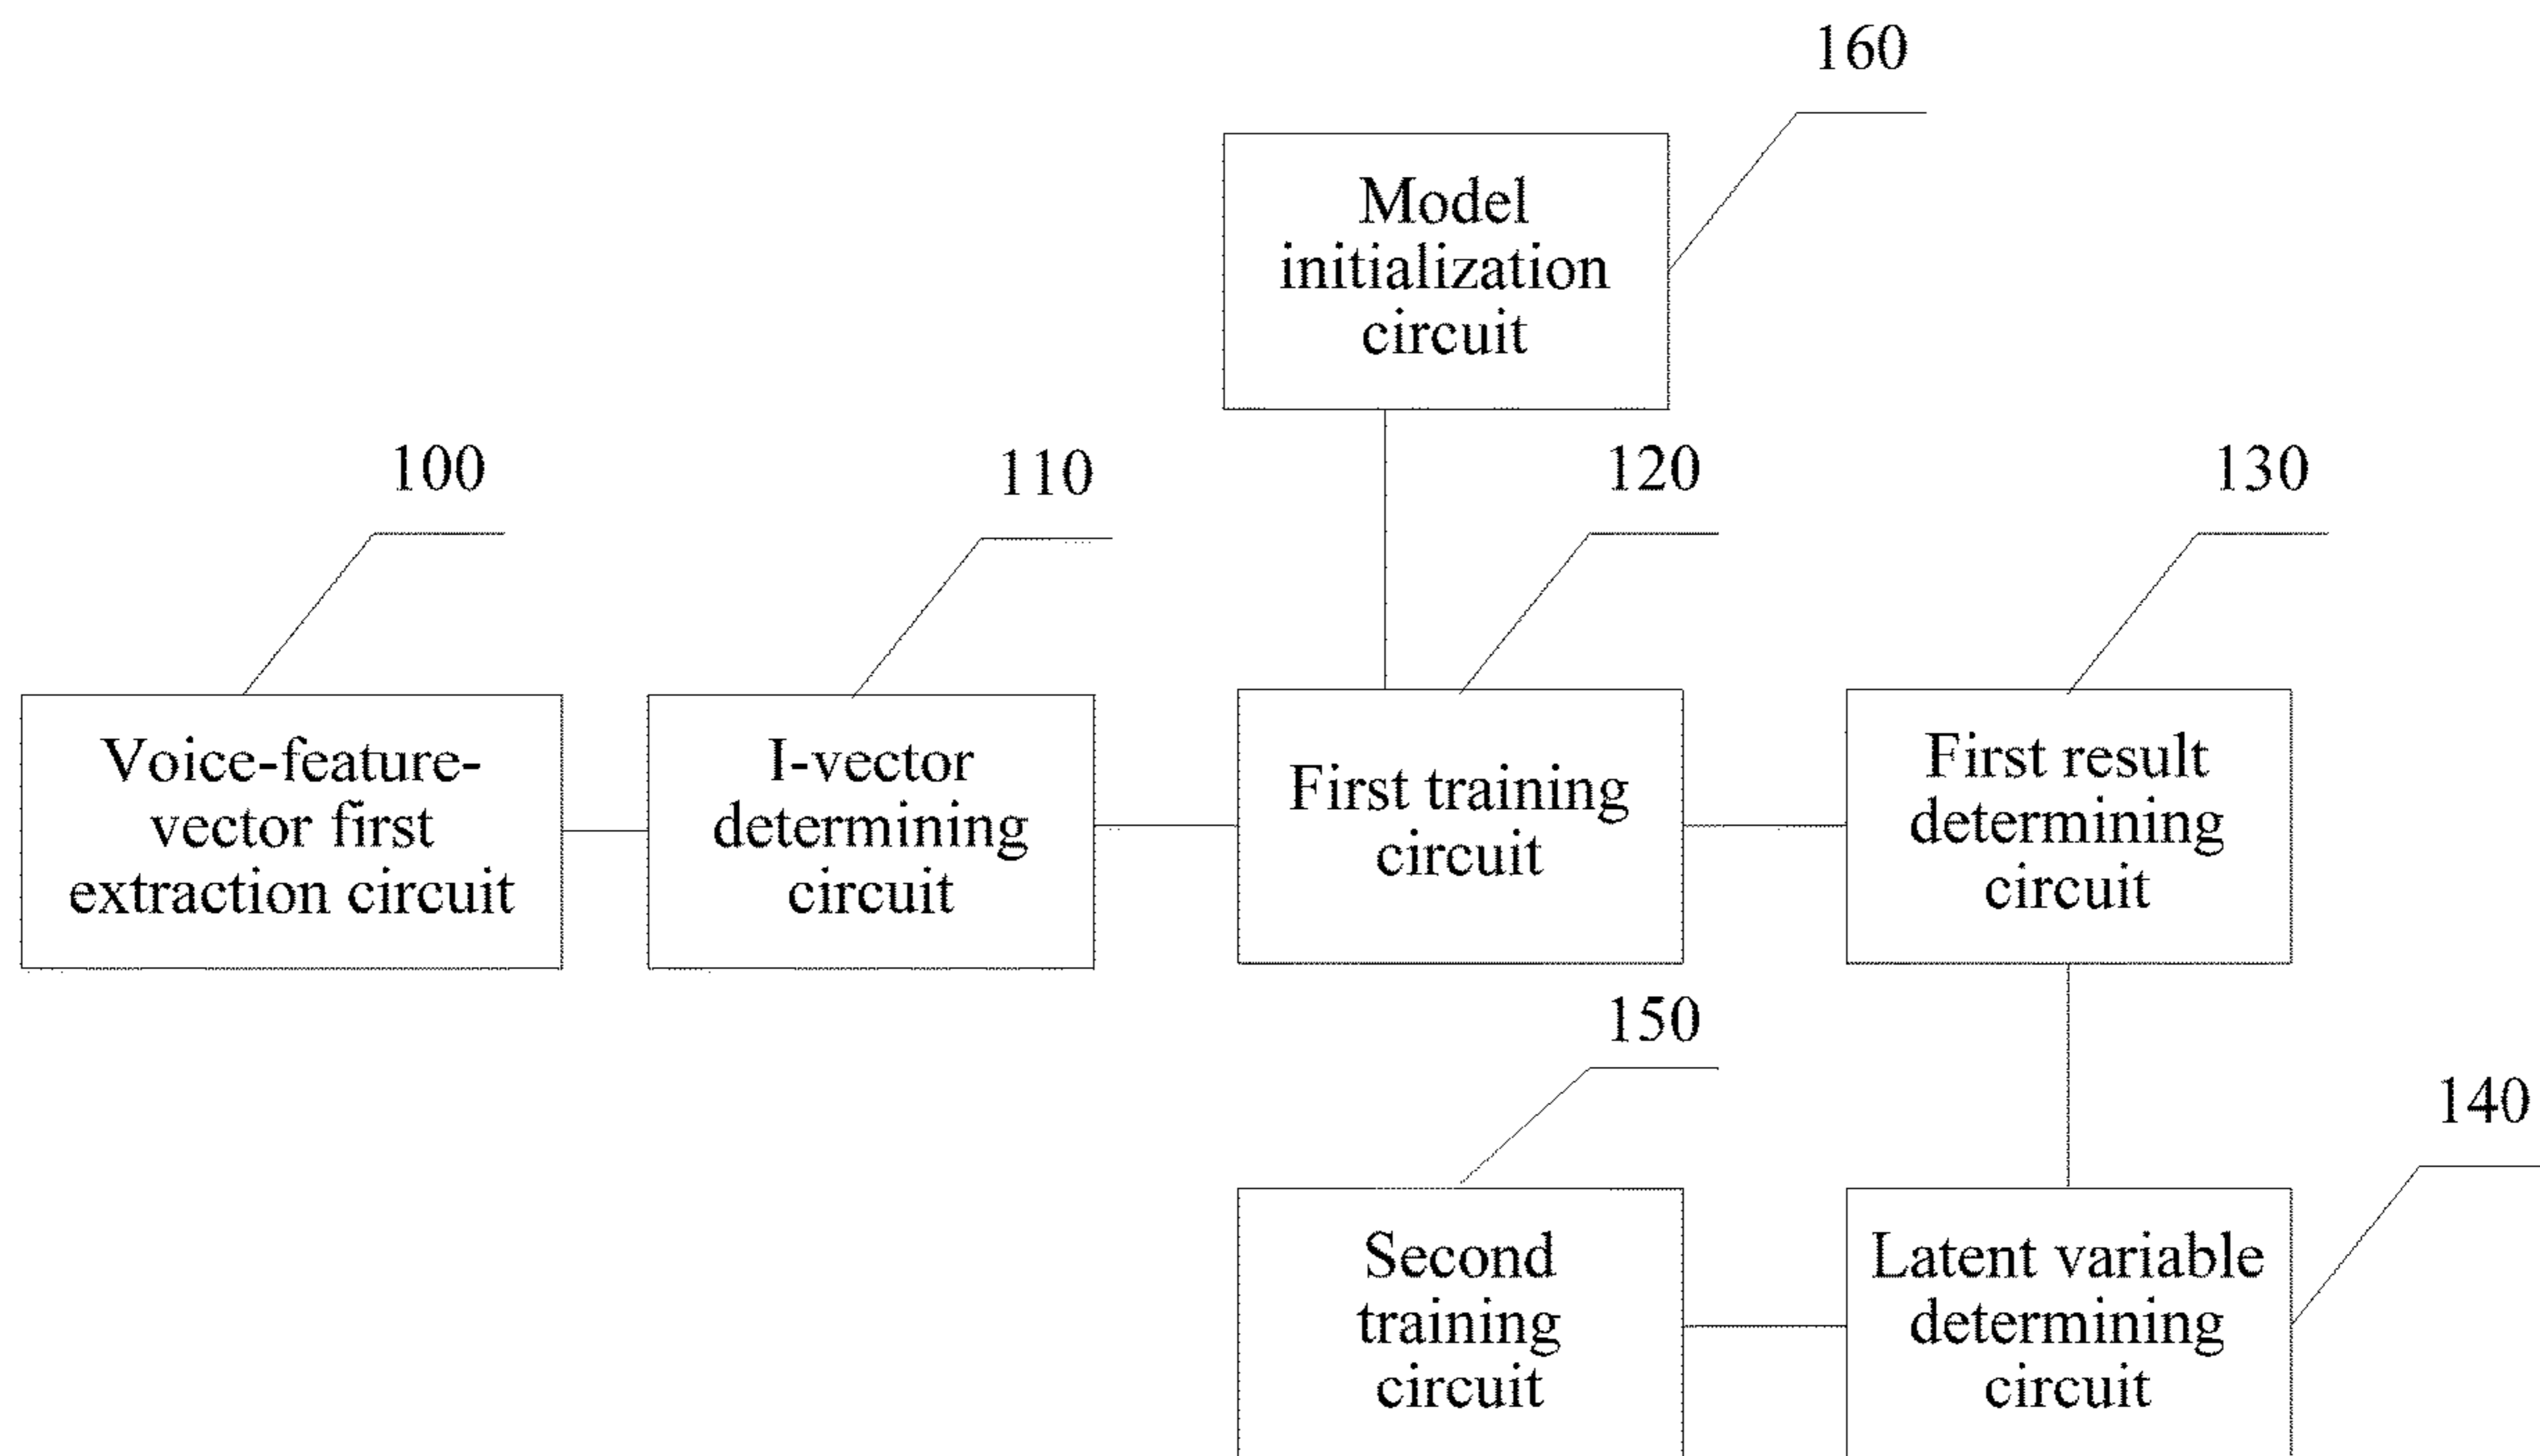 160
Model
initialization
circuit
100
110
120
130
Voice-feature-
vector first
extraction circuit
I-vector
determining
circuit
First training
circuit
First result
determining
circuit
150
140
Second
training
circuit
Latent variable
determining
circuit